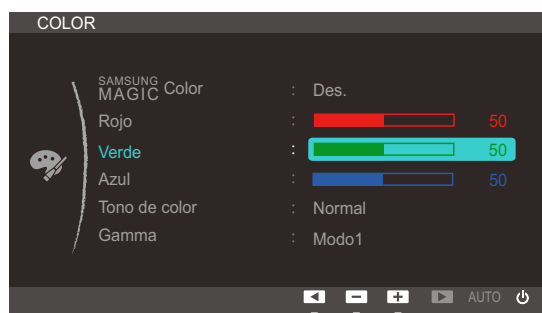 COLOR
SAMSUNG MAGIC Color : Des.
Rojo : 50
Verde : 50
Azul : 50
Tono de color : Normal
Gamma : Modo1
AUTO